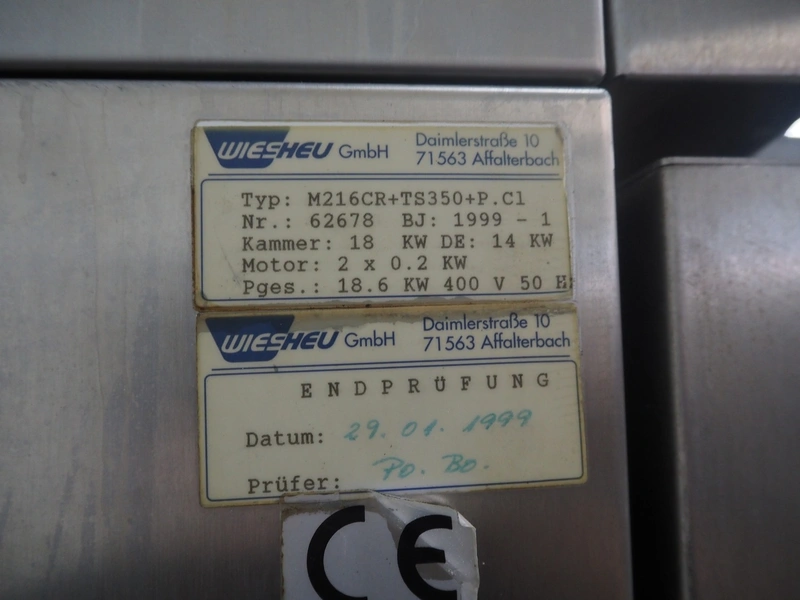 WIESHEU GmbH
Daimlerstraße 10
71563 Affalterbach
Typ: M216CR+TS350+P.Cl
Nr.: 62678 BJ: 1999 - 1
Kammer: 18 KW DE: 14 KW
Motor: 2 x 0.2 KW
Pges.: 18.6 KW 400 V 50 Hz
WIESHEU GmbH
Daimlerstraße 10
71563 Affalterbach
ENDPRÜFUNG
Datum: 29.01.1999
Prüfer: Po. Bo.
CE